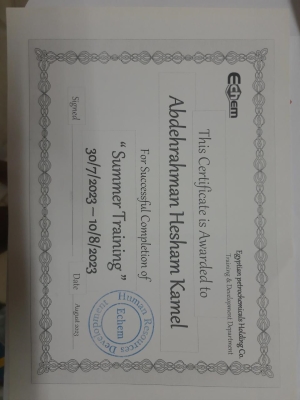 Echem
Egyptian petrochemicals Holding Co.
Training & Development Department
This Certificate is Awarded to
Abdehrahman Hesham Kamel
For Successful Completion of
“ Summer Training ”
30/7/2023 – 10/8/2023
Human Resources
Echem
Development
Signed
Date
August 2023